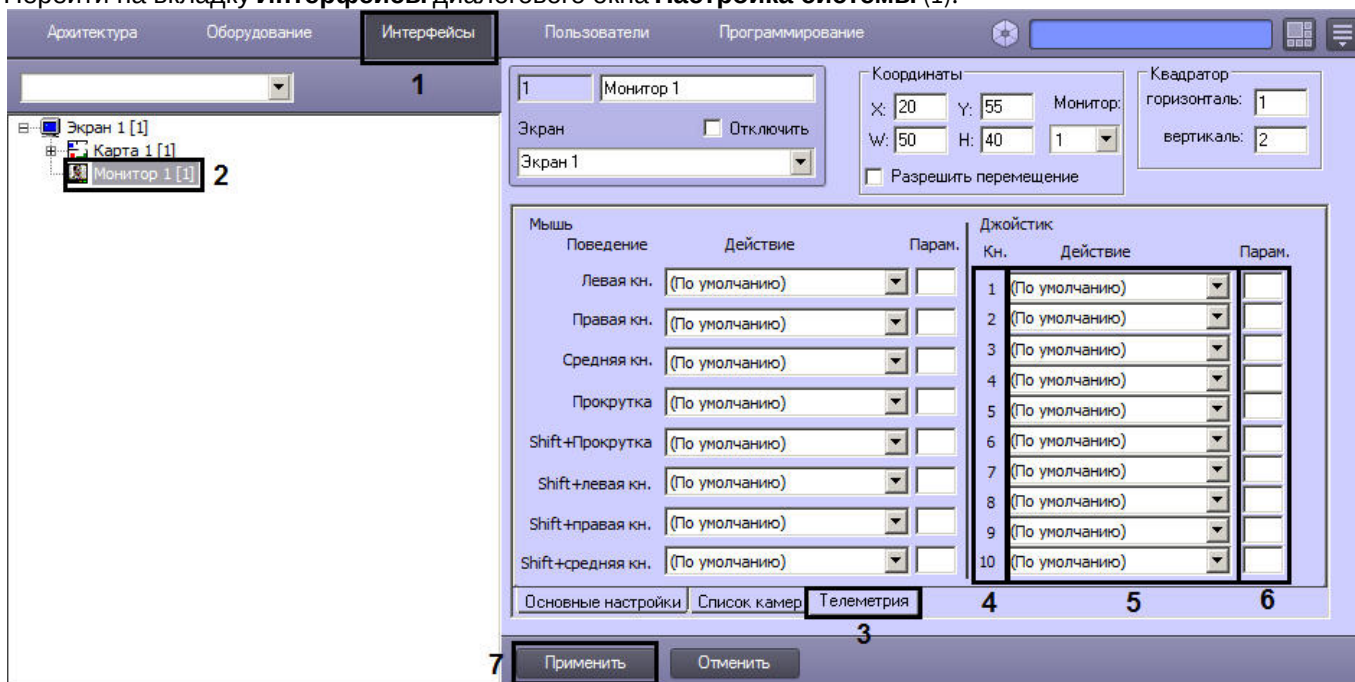 Перейти на вкладку Интерфейсы диалогового окна Настройка системы (1).
Архитектура Оборудование Интерфейсы Пользователи Программирование
1
Экран 1 [1]
Карта 1 [1]
Монитор 1 [1] 2
1 Монитор 1
Экран Отключить
Экран 1
Координаты
X: 20 Y: 55 Монитор:
W: 50 H: 40 1
Разрешить перемещение
Квадратор
горизонталь: 1
вертикаль: 2
Мышь
Поведение Действие Парам.
Левая кн. (По умолчанию)
Правая кн. (По умолчанию)
Средняя кн. (По умолчанию)
Прокрутка (По умолчанию)
Shift+Прокрутка (По умолчанию)
Shift+левая кн. (По умолчанию)
Shift+правая кн. (По умолчанию)
Shift+средняя кн. (По умолчанию)
Джойстик
Кн. Действие Парам.
1 (По умолчанию)
2 (По умолчанию)
3 (По умолчанию)
4 (По умолчанию)
5 (По умолчанию)
6 (По умолчанию)
7 (По умолчанию)
8 (По умолчанию)
9 (По умолчанию)
10 (По умолчанию)
Основные настройки Список камер Телеметрия 4 5 6
3
7 Применить Отменить